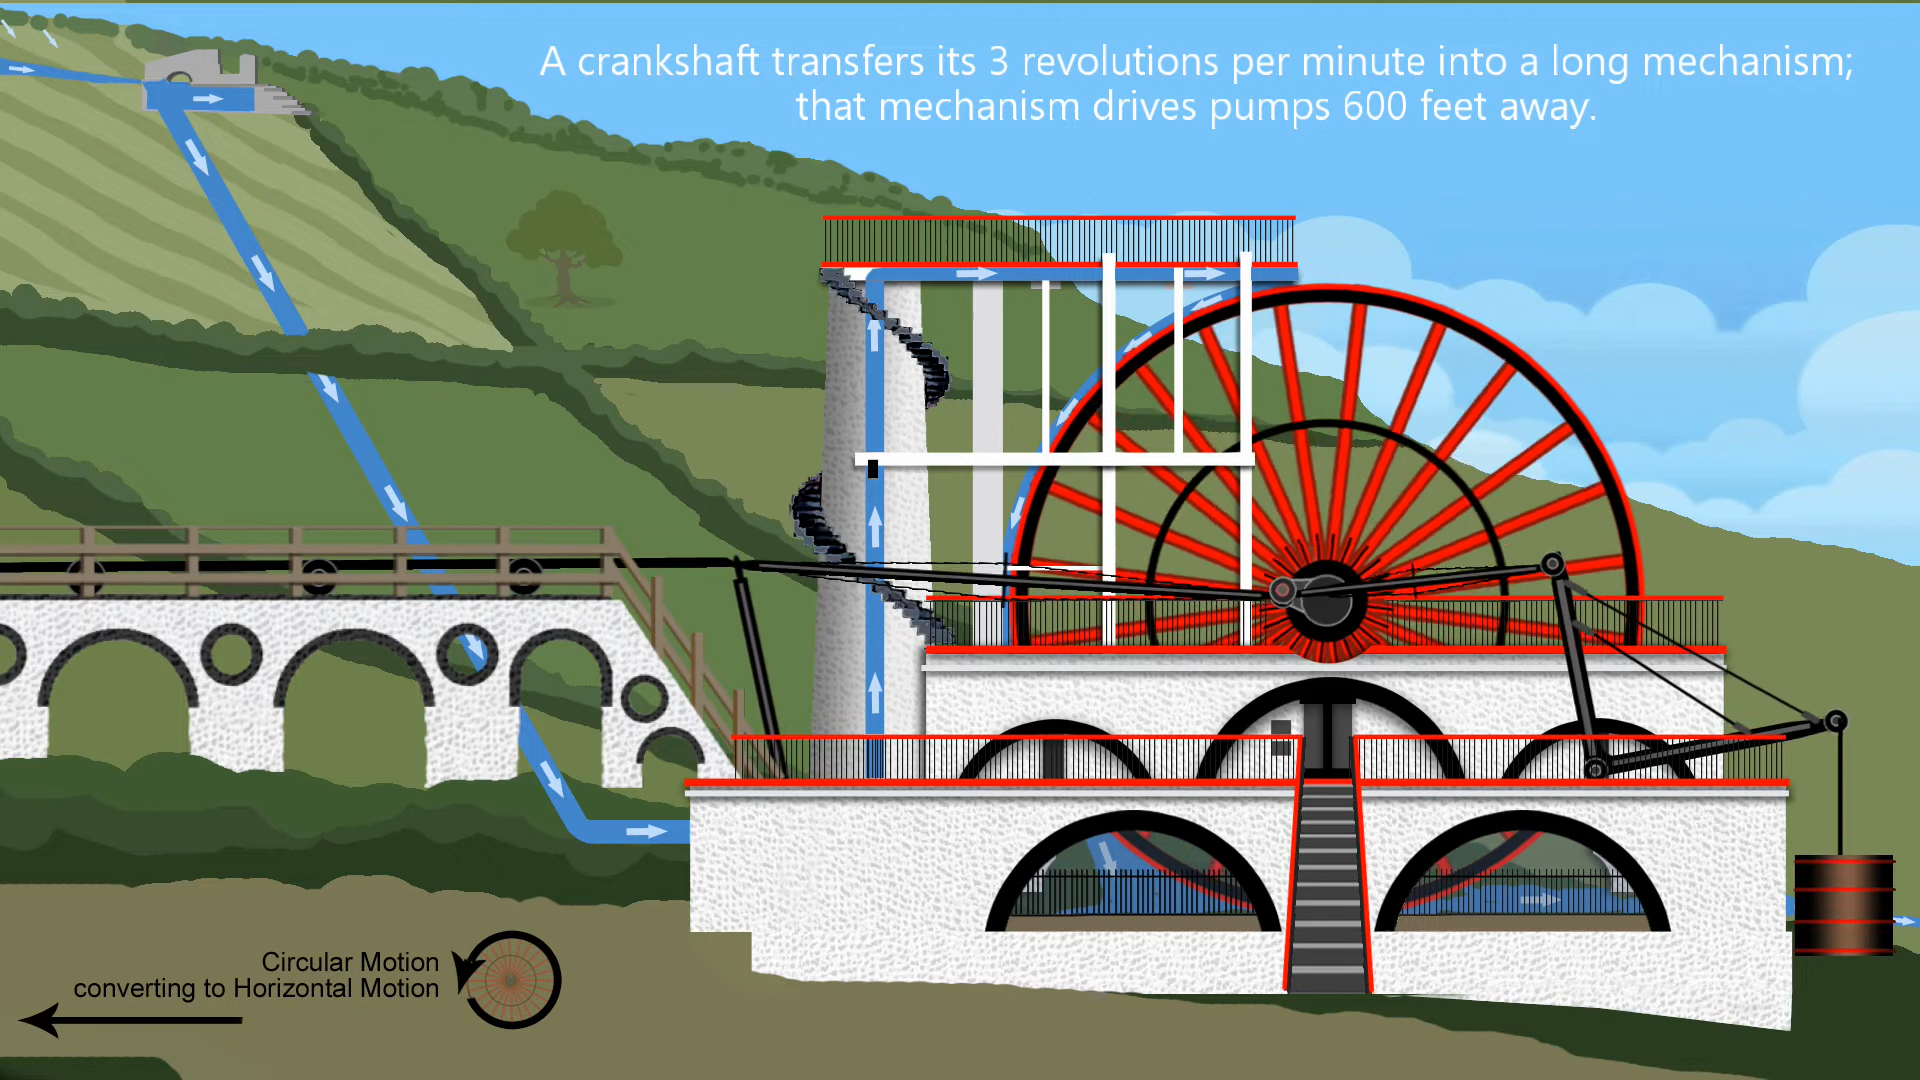 A crankshaft transfers its 3 revolutions per minute into a long mechanism;
that mechanism drives pumps 600 feet away.
Circular Motion
converting to Horizontal Motion